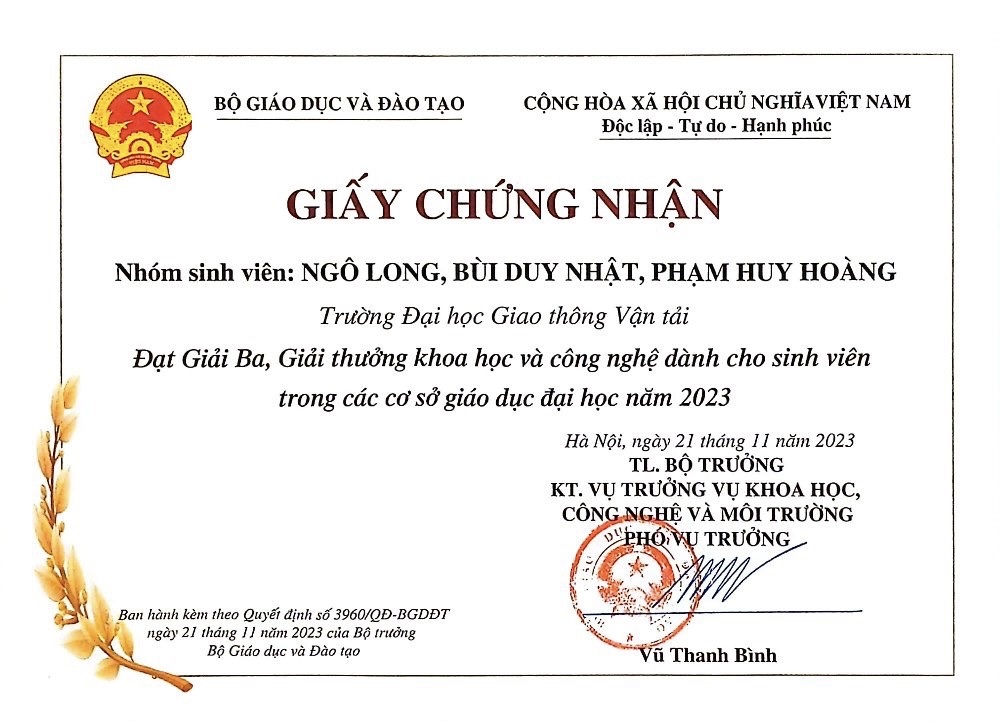 BỘ GIÁO DỤC VÀ ĐÀO TẠO
CỘNG HÒA XÃ HỘI CHỦ NGHĨA VIỆT NAM
Độc lập - Tự do - Hạnh phúc
VIỆT NAM
GIẤY CHỨNG NHẬN
Nhóm sinh viên: NGÔ LONG, BÙI DUY NHẬT, PHẠM HUY HOÀNG
Trường Đại học Giao thông Vận tải
Đạt Giải Ba, Giải thưởng khoa học và công nghệ dành cho sinh viên
trong các cơ sở giáo dục đại học năm 2023
Hà Nội, ngày 21 tháng 11 năm 2023
TL. BỘ TRƯỞNG
KT. VỤ TRƯỞNG VỤ KHOA HỌC,
CÔNG NGHỆ VÀ MÔI TRƯỜNG
PHÓ VỤ TRƯỞNG
Vũ Thanh Bình
Ban hành kèm theo Quyết định số 3960/QĐ-BGDĐT
ngày 21 tháng 11 năm 2023 của Bộ trưởng
Bộ Giáo dục và Đào tạo